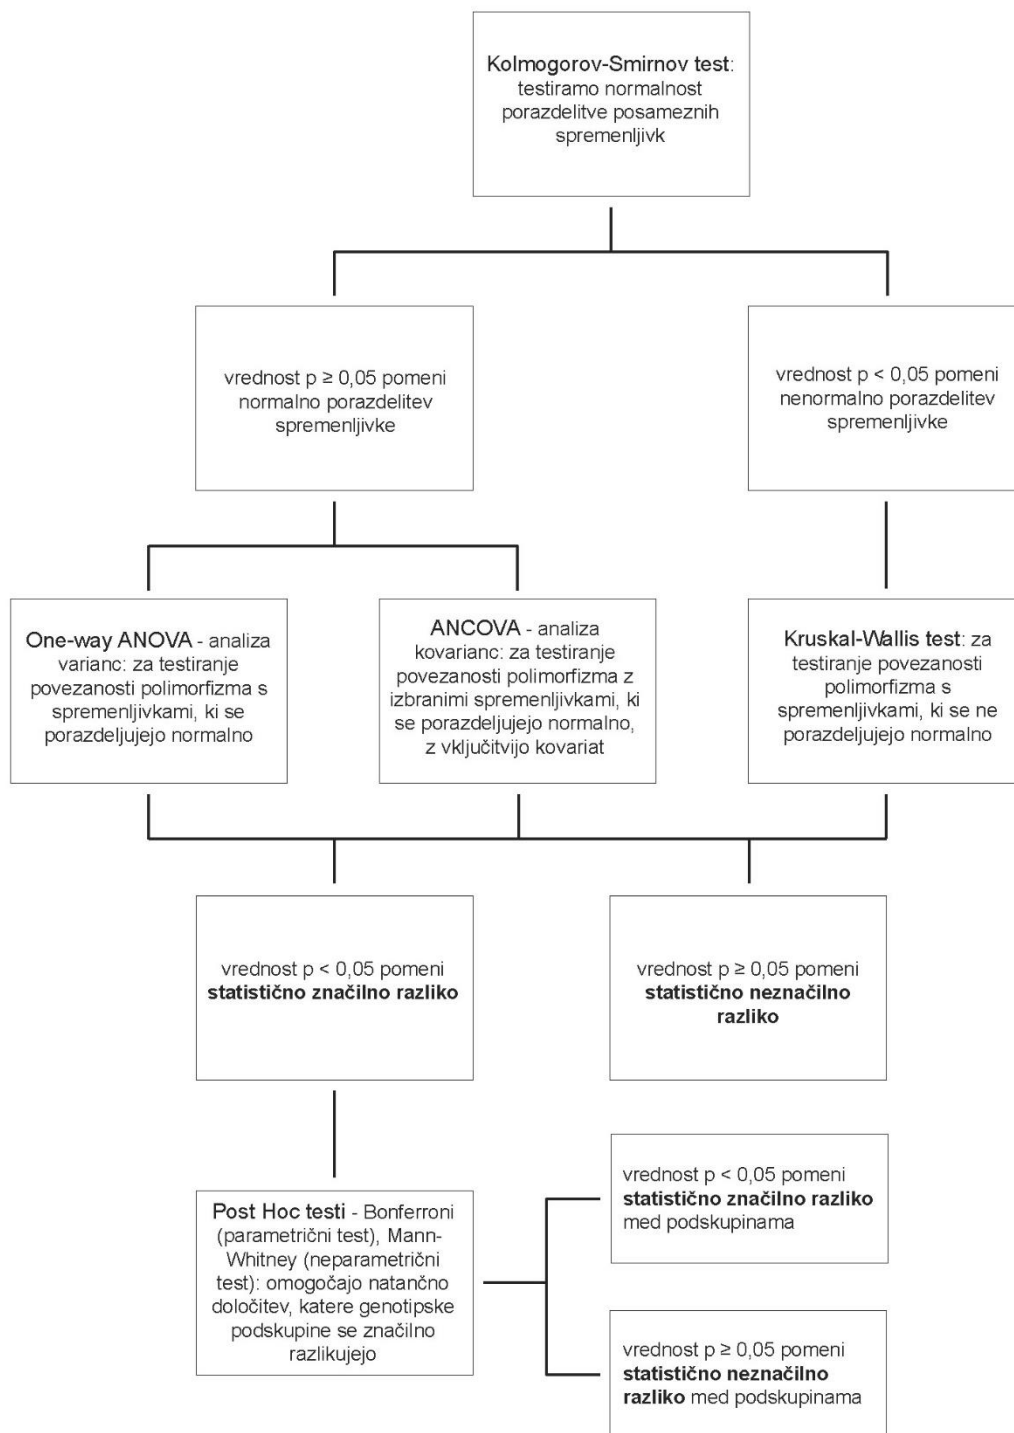 Kolmogorov-Smirnov test:
testiramo normalnost
porazdelitve posameznih
spremenljivk
vrednost p ≥ 0,05 pomeni
normalno porazdelitev
spremenljivke
vrednost p < 0,05 pomeni
nenormalno porazdelitev
spremenljivke
One-way ANOVA - analiza
varianc: za testiranje
povezanosti polimorfizma s
spremenljivkami, ki se
porazdeljujejo normalno
ANCOVA - analiza
kovarianc: za testiranje
povezanosti polimorfizma z
izbranimi spremenljivkami, ki
se porazdeljujejo normalno,
z vključitvijo kovariat
Kruskal-Wallis test: za
testiranje povezanosti
polimorfizma s
spremenljivkami, ki se ne
porazdeljujejo normalno
vrednost p < 0,05 pomeni
statistično značilno razliko
vrednost p ≥ 0,05 pomeni
statistično neznačilno
razliko
Post Hoc testi - Bonferroni
(parametrični test), Mann-
Whitney (neparametrični
test): omogočajo natančno
določitev, katere genotipske
podskupine se značilno
razlikujejo
vrednost p < 0,05 pomeni
statistično značilno razliko
med podskupinama
vrednost p ≥ 0,05 pomeni
statistično neznačilno
razliko med podskupinama